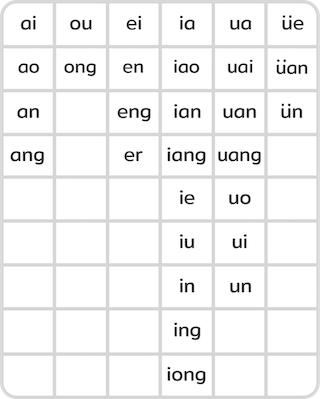 ai ou ei ia ua üe
ao ong en iao uai üan
an eng ian uan ün
ang er iang uang
ie uo
iu ui
in un
ing
iong